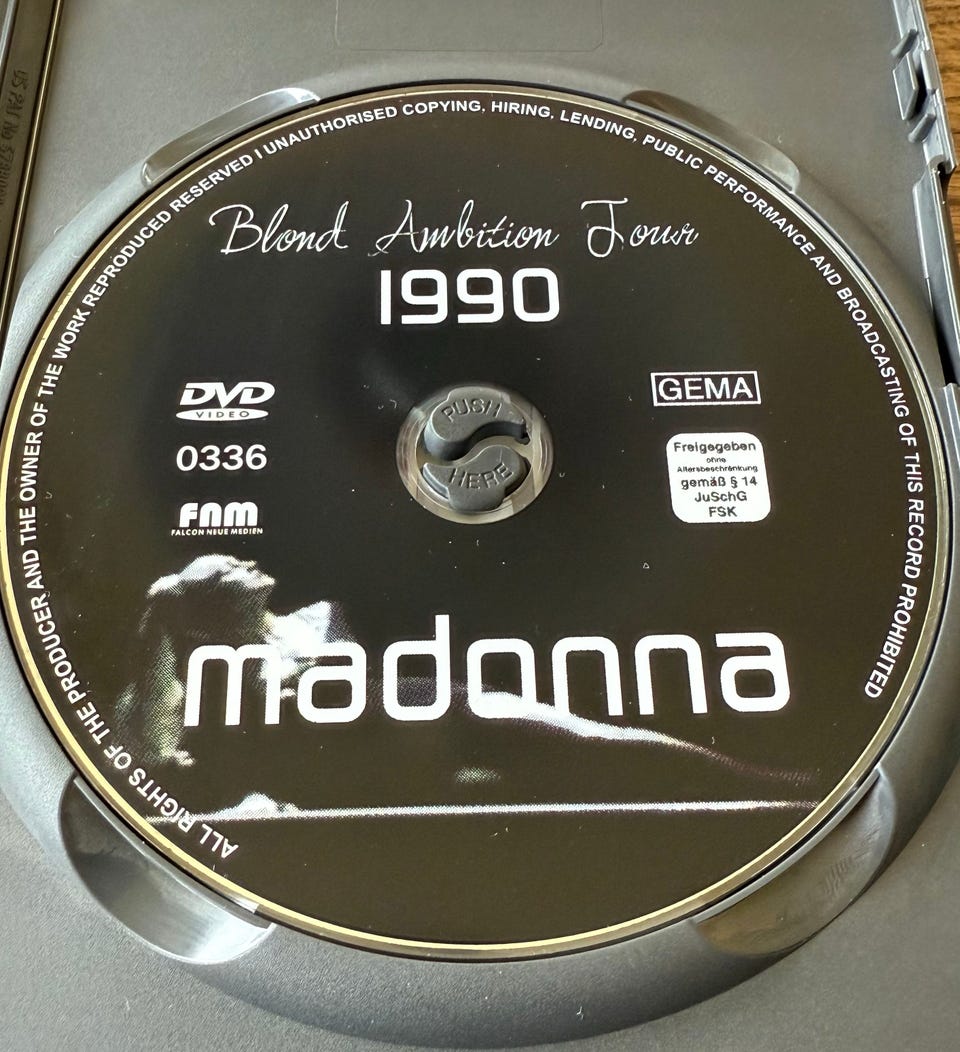 ALL RIGHTS OF THE PRODUCER AND THE OWNER OF THE WORK REPRODUCED RESERVED I UNAUTHORISED COPYING, HIRING, LENDING, PUBLIC PERFORMANCE AND BROADCASTING OF THIS RECORD PROHIBITED
Blond Ambition Tour
1990
DVD
VIDEO
0336
FNM
FALCON NEUE MEDIEN
PUSH
HERE
GEMA
Freigegeben
ohne
Altersbeschränkung
gemäß § 14
JuSchG
FSK
madonna